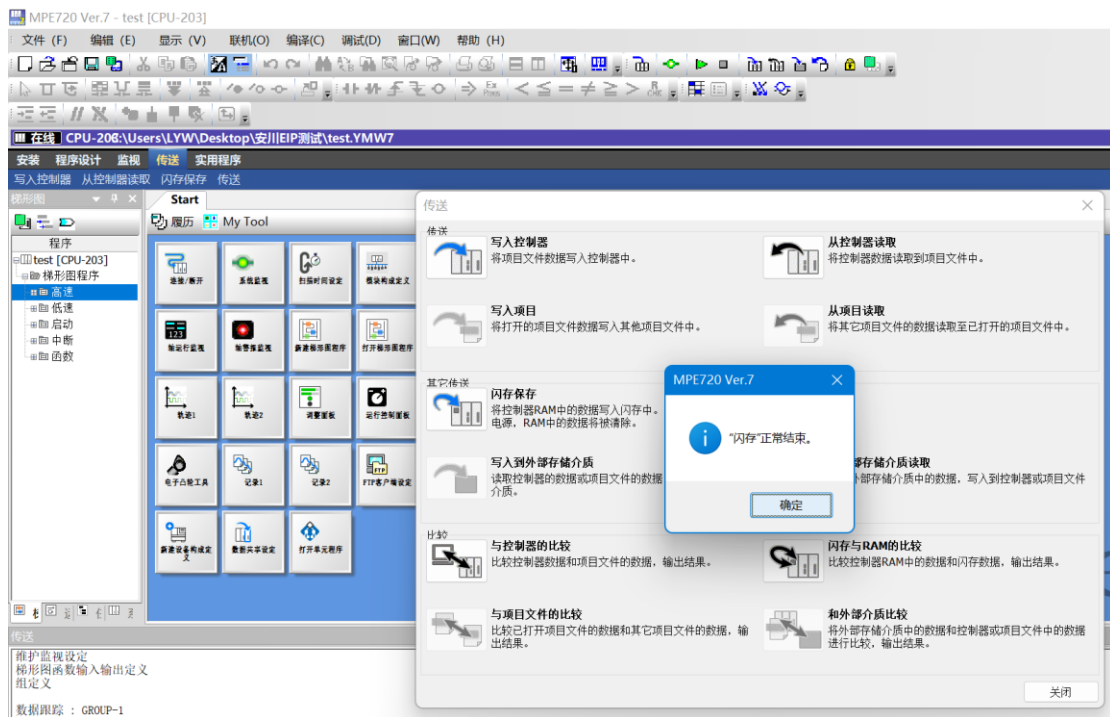 MPE720 Ver.7 - test [CPU-203]
文件 (F) 编辑 (E) 显示 (V) 联机(O) 编译(C) 调试(D) 窗口(W) 帮助 (H)
在线 CPU-203:\Users\LYW\Desktop\安川EIP测试\test.YMW7
安装 程序设计 监视 传送 实用程序
写入控制器 从控制器读取 闪存保存 传送
梯形图
Start
履历 My Tool
程序
test [CPU-203]
梯形图程序
高速
低速
启动
中断
函数
连接/断开 系统监视 扫描时间设定 模块构成定义
轴运行监视 轴警报监视 新建梯形图程序 打开梯形图程序
轨迹1 轨迹2 调整面板 运行控制面板
电子凸轮工具 记录1 记录2 FTP客户端设定
新建设备构成定义 数据共享设定 打开单元程序
传送
维护监视设定
梯形图函数输入输出定义
组定义
数据跟踪 : GROUP-1
传送
传送
写入控制器
将项目文件数据写入控制器中。
从控制器读取
将控制器数据读取到项目文件中。
写入项目
将打开的项目文件数据写入其他项目文件中。
从项目读取
将其它项目文件的数据读取至已打开的项目文件中。
其它传送
闪存保存
将控制器RAM中的数据写入闪存中。
电源，RAM中的数据将被清除。
写入到外部存储介质
读取控制器的数据或项目文件的数据
介质。
部存储介质读取
部存储介质中的数据，写入到控制器或项目文件
MPE720 Ver.7
"闪存"正常结束。
确定
比较
与控制器的比较
比较控制器数据和项目文件的数据，输出结果。
闪存与RAM的比较
比较控制器RAM中的数据和闪存数据，输出结果。
与项目文件的比较
比较已打开项目文件的数据和其它项目文件的数据，输
出结果。
和外部介质比较
将外部存储介质中的数据和控制器或项目文件中的数据
进行比较，输出结果。
关闭